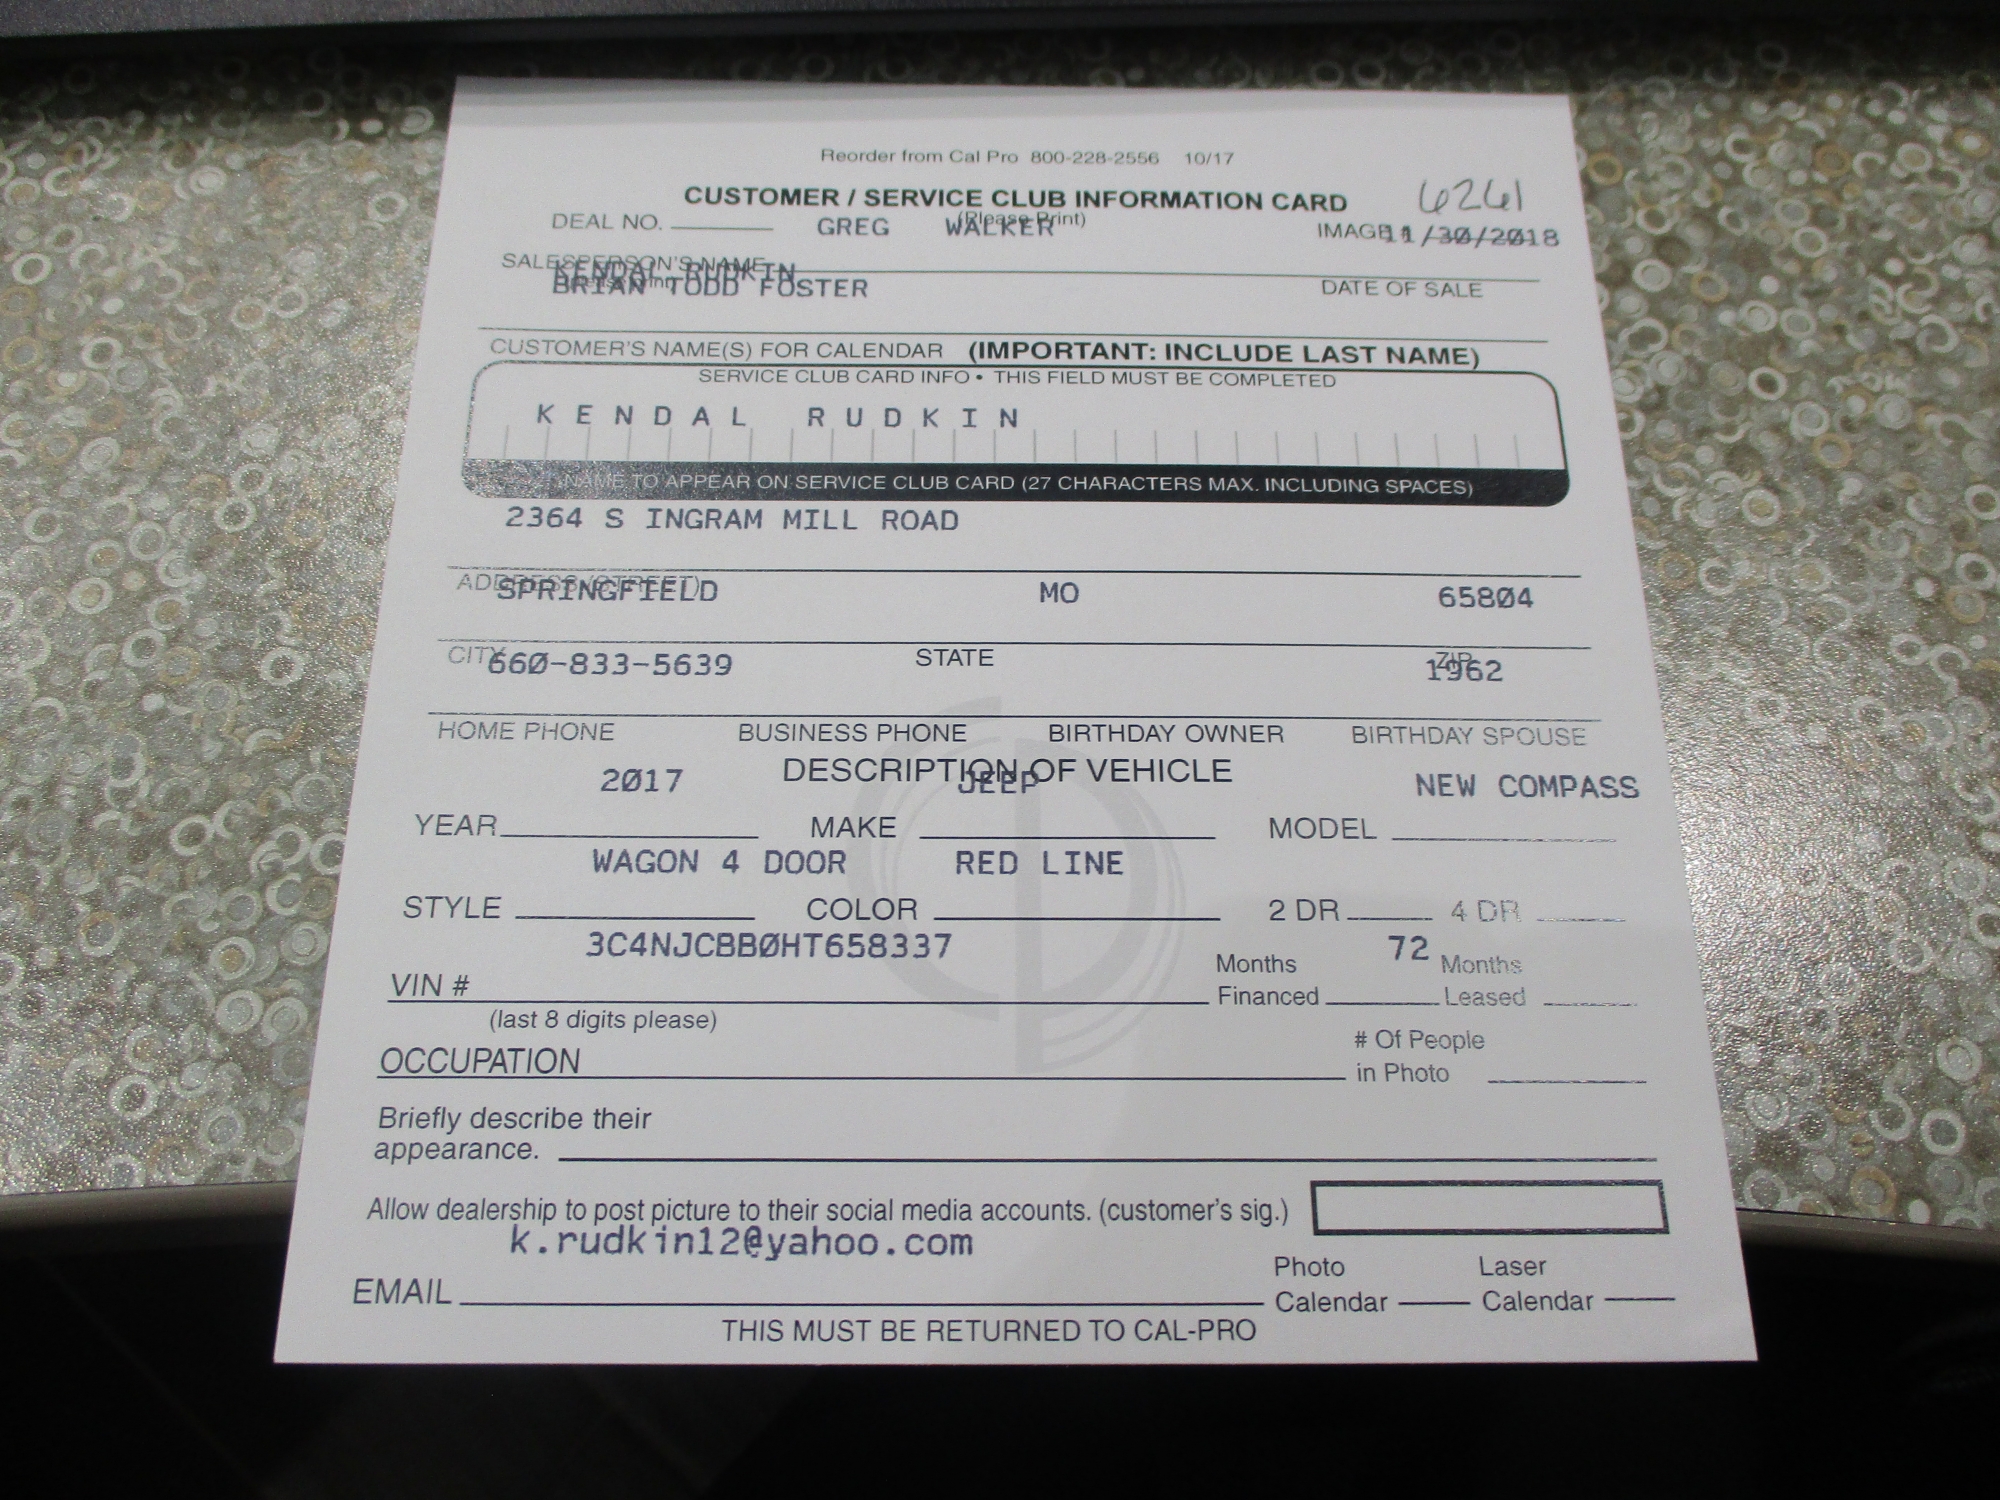 Reorder from Cal Pro 800-228-2556 10/17
CUSTOMER / SERVICE CLUB INFORMATION CARD
6261
(Please Print)
DEAL NO. GREG WALKER IMAGE 11/30/2018
SALESPERSON'S NAME
KENDAL RUDKIN
BRIAN TODD FOSTER DATE OF SALE
CUSTOMER'S NAME(S) FOR CALENDAR (IMPORTANT: INCLUDE LAST NAME)
SERVICE CLUB CARD INFO • THIS FIELD MUST BE COMPLETED
KENDAL RUDKIN
NAME TO APPEAR ON SERVICE CLUB CARD (27 CHARACTERS MAX. INCLUDING SPACES)
2364 S INGRAM MILL ROAD
ADDRESS (STREET)
SPRINGFIELD MO 65804
CITY STATE ZIP
660-833-5639 1962
HOME PHONE BUSINESS PHONE BIRTHDAY OWNER BIRTHDAY SPOUSE
DESCRIPTION OF VEHICLE
2017 JEEP NEW COMPASS
YEAR MAKE MODEL
WAGON 4 DOOR RED LINE
STYLE COLOR 2 DR 4 DR
3C4NJCBB0HT658337 72
VIN # Months Financed Months Leased
(last 8 digits please)
OCCUPATION # Of People in Photo
Briefly describe their
appearance.
Allow dealership to post picture to their social media accounts. (customer's sig.)
k.rudkin12@yahoo.com
EMAIL Photo Calendar Laser Calendar
THIS MUST BE RETURNED TO CAL-PRO